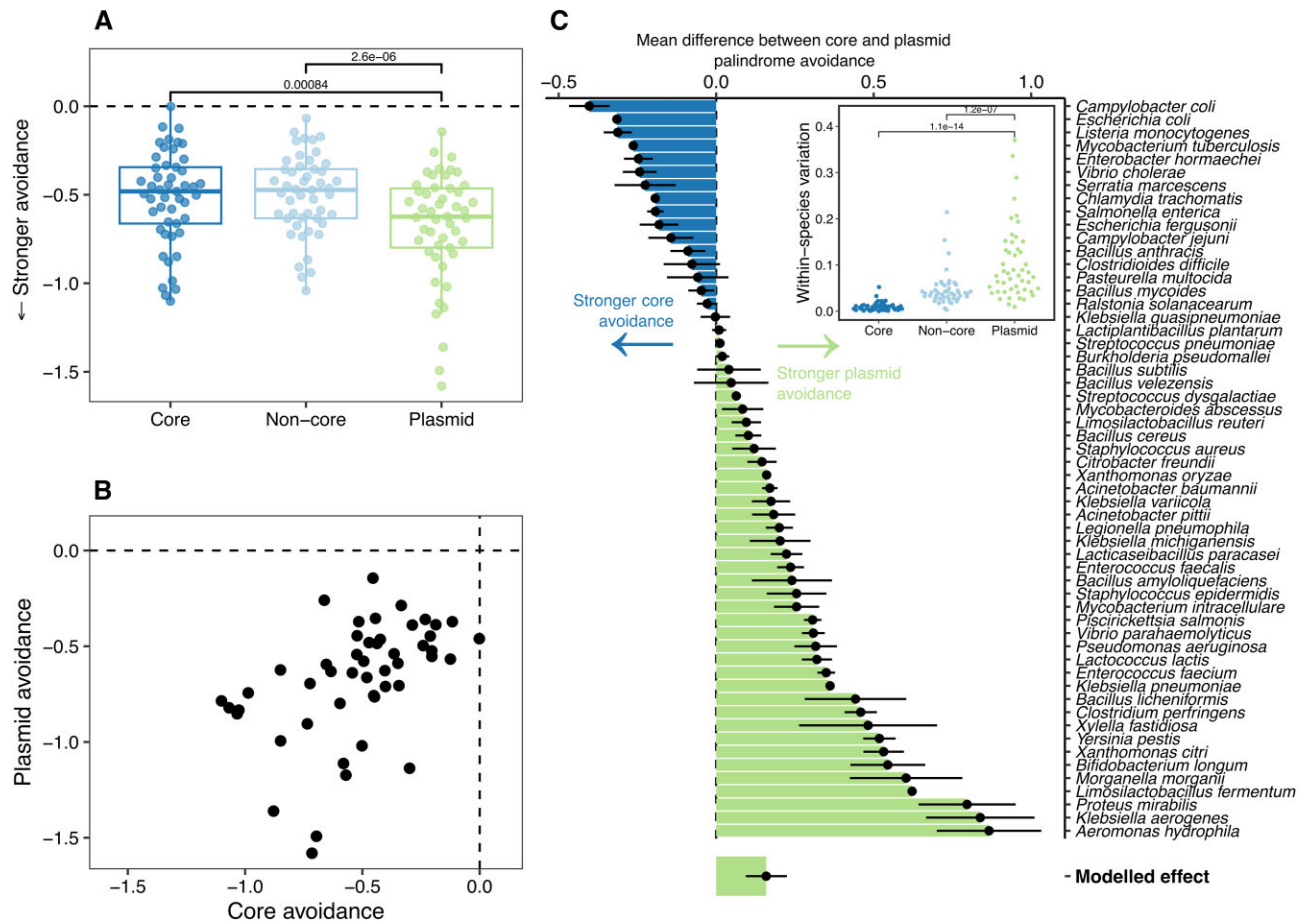 A
2.6e-06
0.00084
0.0
−0.5
−1.0
−1.5
← Stronger avoidance
Core
Non−core
Plasmid
B
0.0
−0.5
−1.0
−1.5
Plasmid avoidance
−1.5
−1.0
−0.5
0.0
Core avoidance
C
Mean difference between core and plasmid
palindrome avoidance
−0.5
0.0
0.5
1.0
Campylobacter coli
Escherichia coli
Listeria monocytogenes
Mycobacterium tuberculosis
Enterobacter hormaechei
Vibrio cholerae
Serratia marcescens
Chlamydia trachomatis
Salmonella enterica
Escherichia fergusonii
Campylobacter jejuni
Bacillus anthracis
Clostridioides difficile
Pasteurella multocida
Bacillus mycoides
Ralstonia solanacearum
Klebsiella quasipneumoniae
Lactiplantibacillus plantarum
Streptococcus pneumoniae
Burkholderia pseudomallei
Bacillus subtilis
Bacillus velezensis
Streptococcus dysgalactiae
Mycobacteroides abscessus
Limosilactobacillus reuteri
Bacillus cereus
Staphylococcus aureus
Citrobacter freundii
Xanthomonas oryzae
Acinetobacter baumannii
Klebsiella variicola
Acinetobacter pittii
Legionella pneumophila
Klebsiella michiganensis
Lacticaseibacillus paracasei
Enterococcus faecalis
Bacillus amyloliquefaciens
Staphylococcus epidermidis
Mycobacterium intracellulare
Piscirickettsia salmonis
Vibrio parahaemolyticus
Pseudomonas aeruginosa
Lactococcus lactis
Enterococcus faecium
Klebsiella pneumoniae
Bacillus licheniformis
Clostridium perfringens
Xylella fastidiosa
Yersinia pestis
Xanthomonas citri
Bifidobacterium longum
Morganella morganii
Limosilactobacillus fermentum
Proteus mirabilis
Klebsiella aerogenes
Aeromonas hydrophila
Modelled effect
Stronger core
avoidance
Stronger plasmid
avoidance
1.2e-07
1.1e-14
0.4
0.3
0.2
0.1
0.0
Within−species variation
Core
Non−core
Plasmid